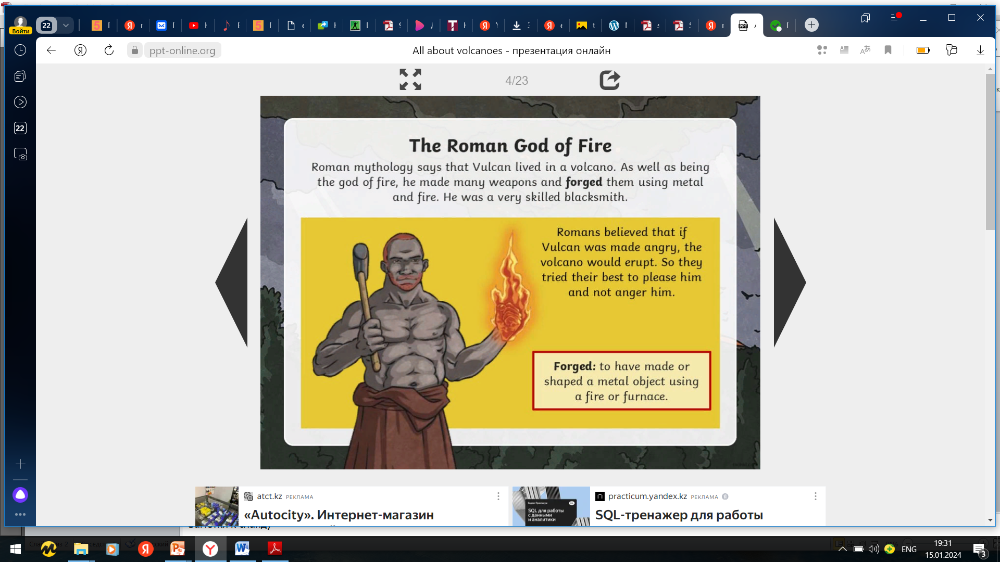 22
Войти
ppt-online.org
All about volcanoes - презентация онлайн
22
4/23
The Roman God of Fire
Roman mythology says that Vulcan lived in a volcano. As well as being
the god of fire, he made many weapons and forged them using metal
and fire. He was a very skilled blacksmith.
Romans believed that if
Vulcan was made angry, the
volcano would erupt. So they
tried their best to please him
and not anger him.
Forged: to have made or
shaped a metal object using
a fire or furnace.
atct.kz РЕКЛАМА
«Autocity». Интернет-магазин
SQL для работы
с данными
и аналитики
practicum.yandex.kz РЕКЛАМА
SQL-тренажер для работы
ENG
19:31
15.01.2024
3